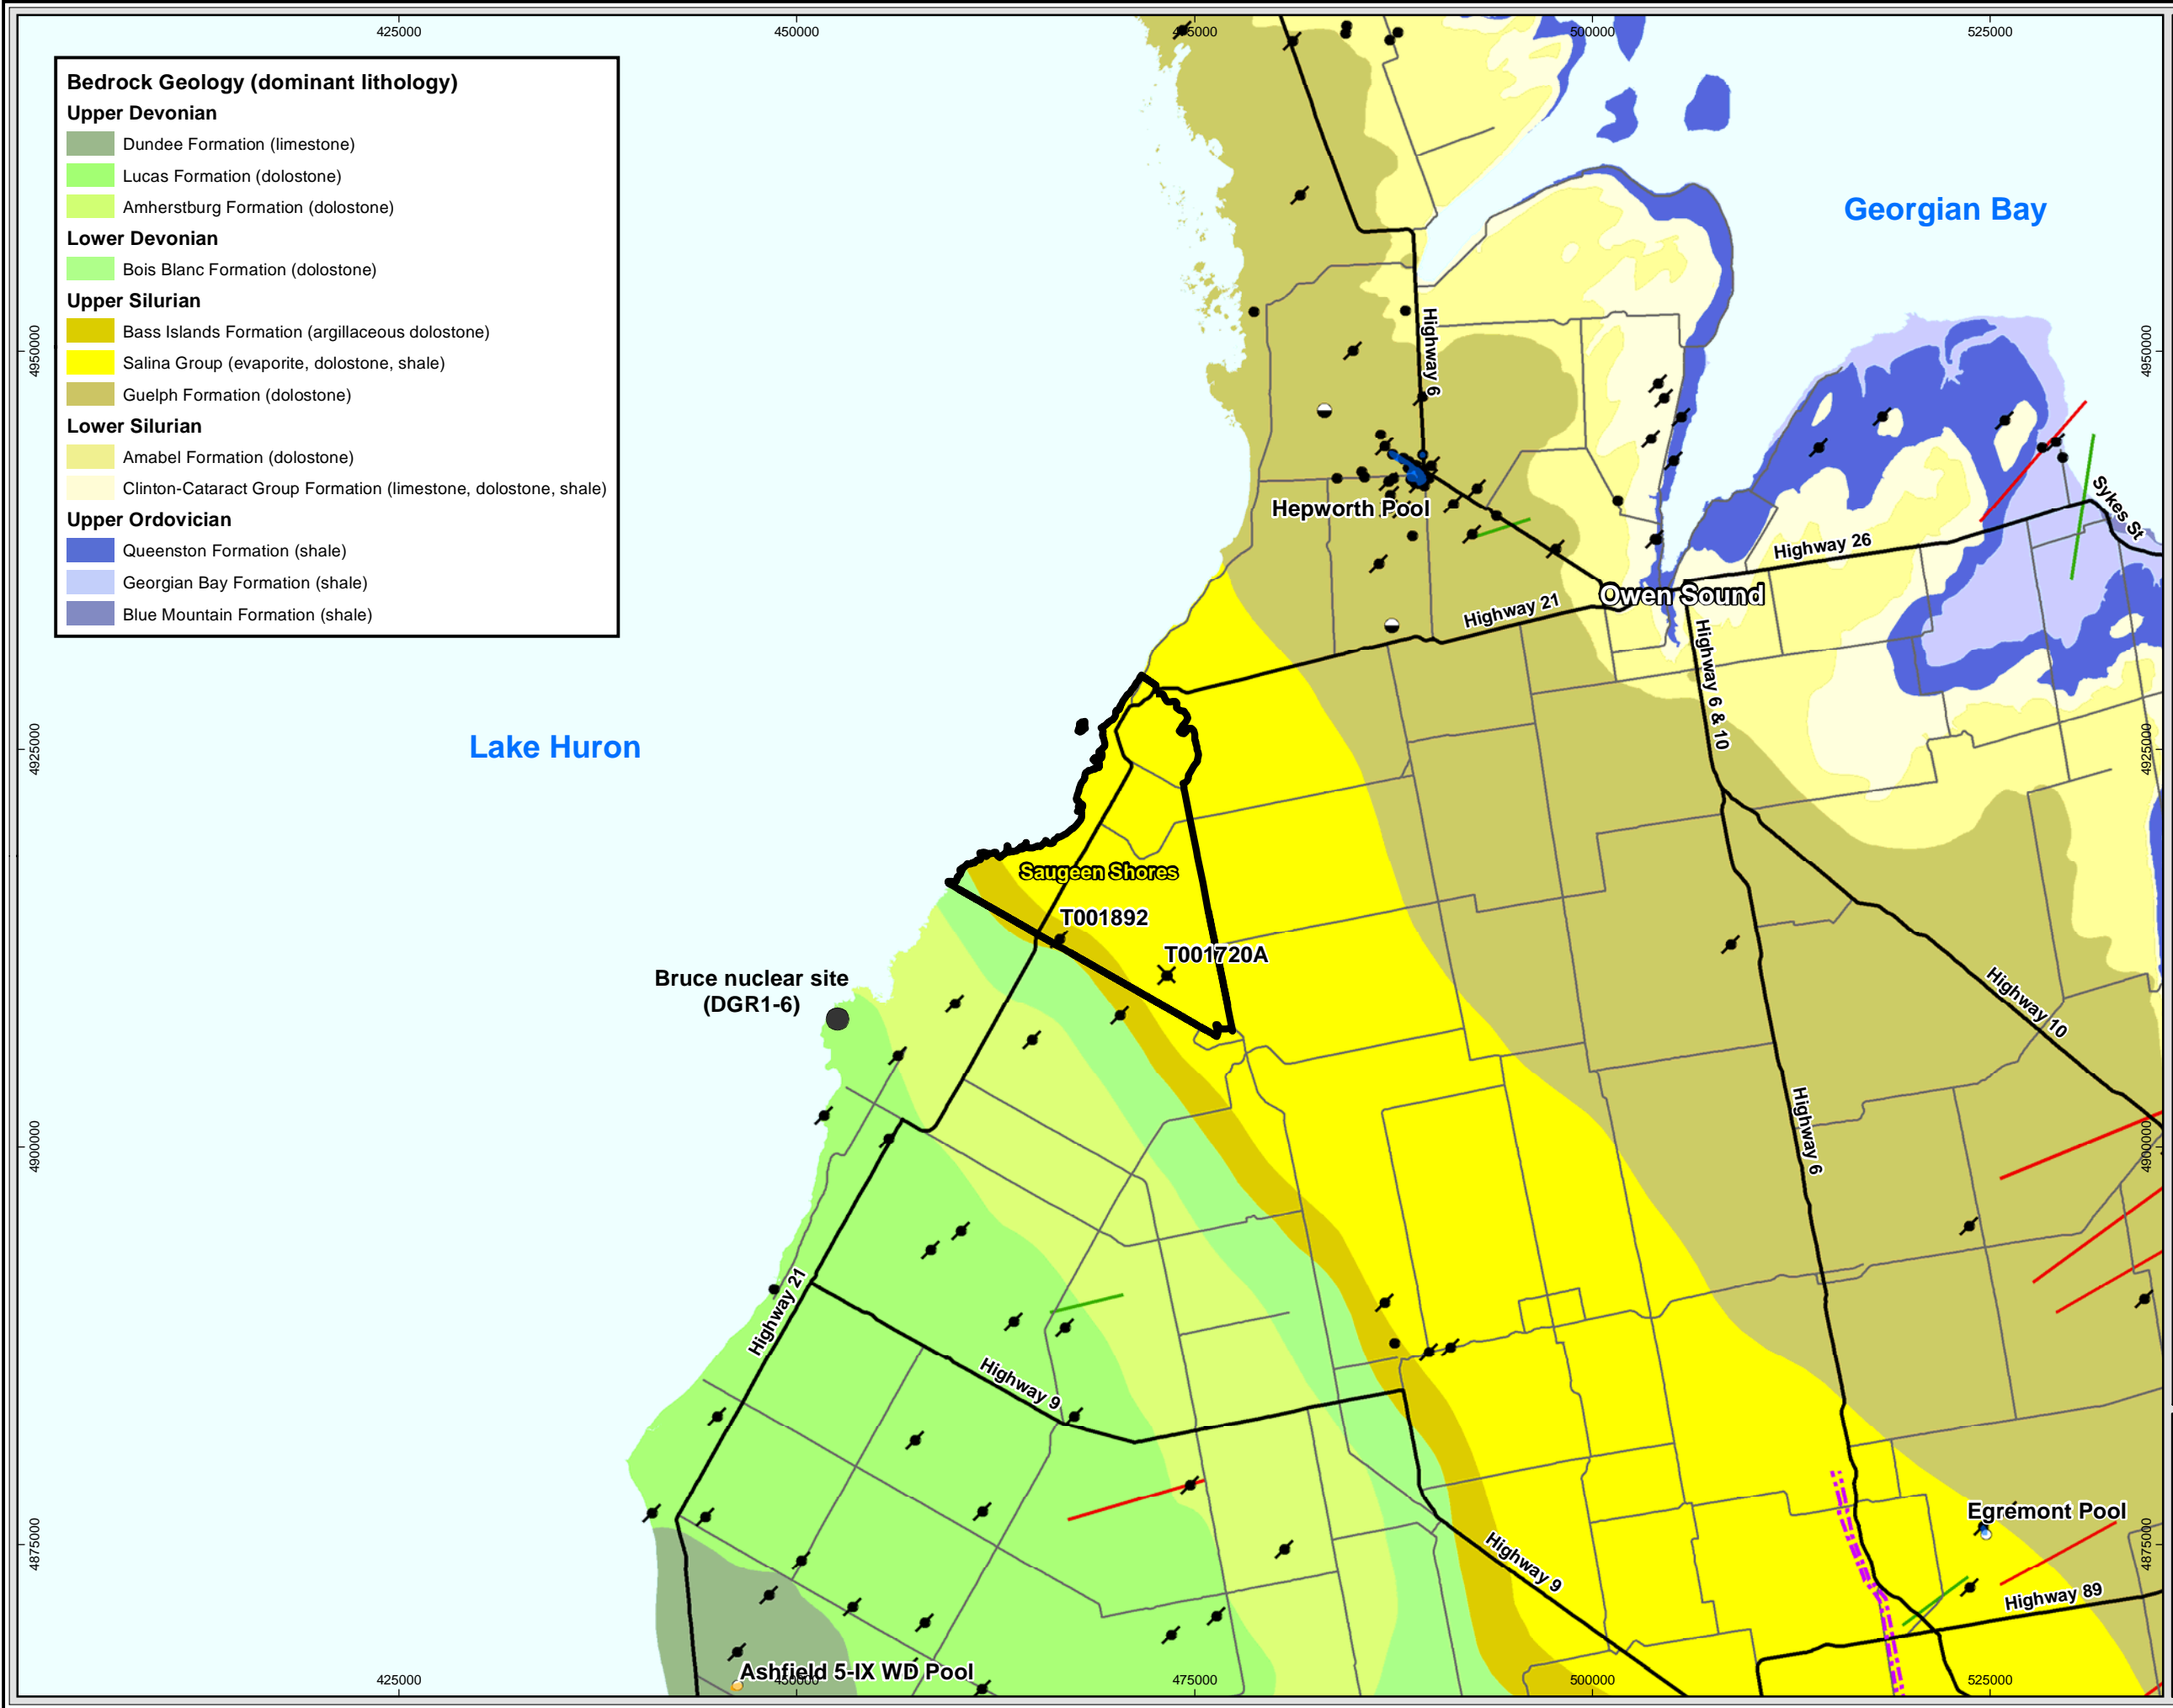 425000
450000
475000
500000
525000
Bedrock Geology (dominant lithology)
Upper Devonian
Dundee Formation (limestone)
Lucas Formation (dolostone)
Amherstburg Formation (dolostone)
Lower Devonian
Bois Blanc Formation (dolostone)
Upper Silurian
Bass Islands Formation (argillaceous dolostone)
Salina Group (evaporite, dolostone, shale)
Guelph Formation (dolostone)
Lower Silurian
Amabel Formation (dolostone)
Clinton-Cataract Group Formation (limestone, dolostone, shale)
Upper Ordovician
Queenston Formation (shale)
Georgian Bay Formation (shale)
Blue Mountain Formation (shale)
Georgian Bay
4950000
4950000
Highway 6
Hepworth Pool
Sykes St
Highway 26
Owen Sound
Highway 21
Highway 6 & 10
Lake Huron
4925000
4925000
Saugeen Shores
T001892
T001720A
Bruce nuclear site
(DGR1-6)
Highway 10
Highway 6
4900000
4900000
Highway 21
Highway 9
Egremont Pool
4875000
4875000
Highway 9
Highway 89
Ashfield 5-IX WD Pool
425000
450000
475000
500000
525000